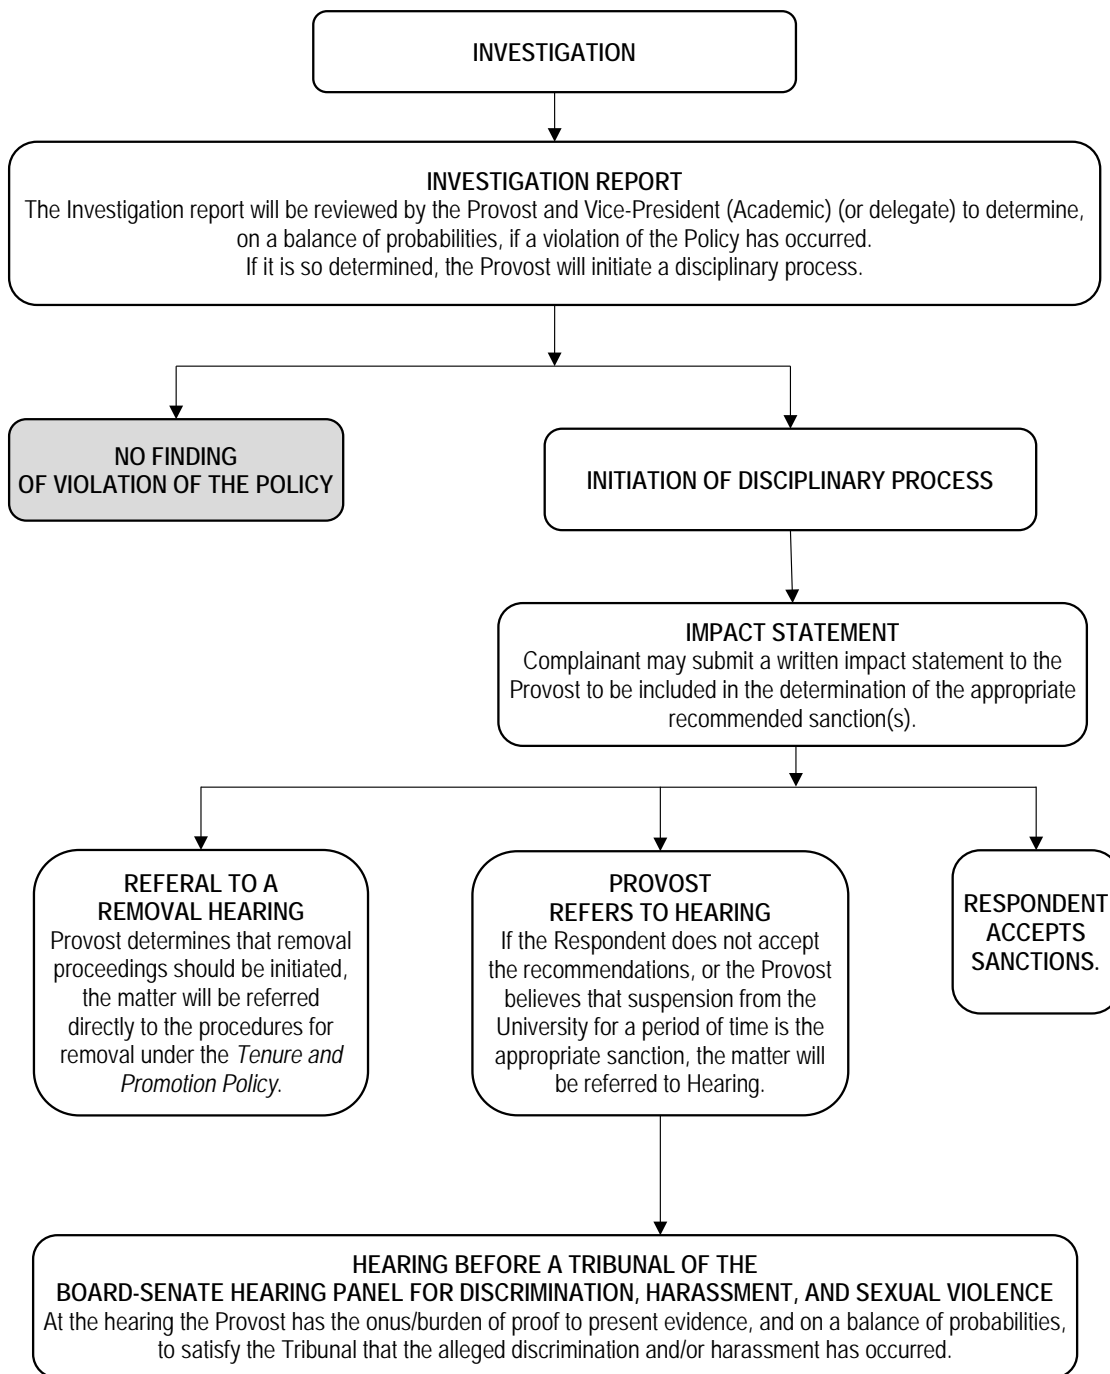 INVESTIGATION
INVESTIGATION REPORT
The Investigation report will be reviewed by the Provost and Vice-President (Academic) (or delegate) to determine,
on a balance of probabilities, if a violation of the Policy has occurred.
If it is so determined, the Provost will initiate a disciplinary process.
NO FINDING
OF VIOLATION OF THE POLICY
INITIATION OF DISCIPLINARY PROCESS
IMPACT STATEMENT
Complainant may submit a written impact statement to the
Provost to be included in the determination of the appropriate
recommended sanction(s).
REFERAL TO A
REMOVAL HEARING
Provost determines that removal
proceedings should be initiated,
the matter will be referred
directly to the procedures for
removal under the Tenure and
Promotion Policy.
PROVOST
REFERS TO HEARING
If the Respondent does not accept
the recommendations, or the Provost
believes that suspension from the
University for a period of time is the
appropriate sanction, the matter will
be referred to Hearing.
RESPONDENT
ACCEPTS
SANCTIONS.
HEARING BEFORE A TRIBUNAL OF THE
BOARD-SENATE HEARING PANEL FOR DISCRIMINATION, HARASSMENT, AND SEXUAL VIOLENCE
At the hearing the Provost has the onus/burden of proof to present evidence, and on a balance of probabilities,
to satisfy the Tribunal that the alleged discrimination and/or harassment has occurred.